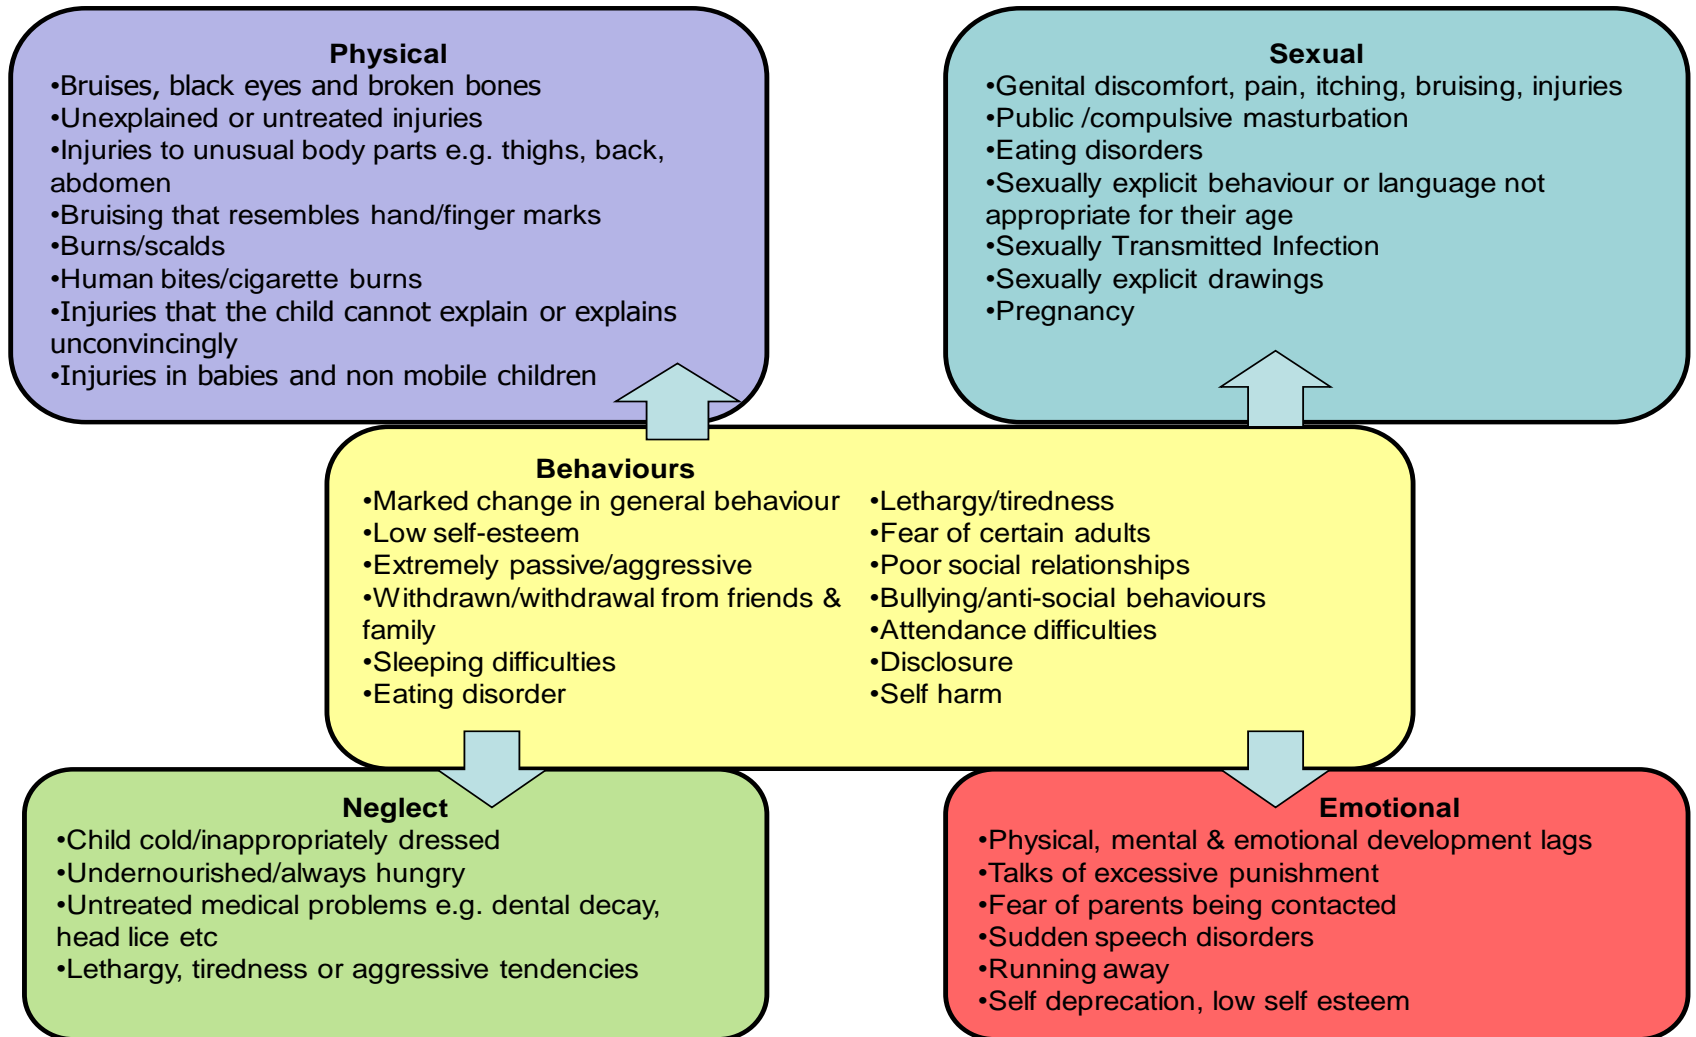 Physical
•Bruises, black eyes and broken bones
•Unexplained or untreated injuries
•Injuries to unusual body parts e.g. thighs, back,
abdomen
•Bruising that resembles hand/finger marks
•Burns/scalds
•Human bites/cigarette burns
•Injuries that the child cannot explain or explains
unconvincingly
•Injuries in babies and non mobile children
Sexual
•Genital discomfort, pain, itching, bruising, injuries
•Public /compulsive masturbation
•Eating disorders
•Sexually explicit behaviour or language not
appropriate for their age
•Sexually Transmitted Infection
•Sexually explicit drawings
•Pregnancy
Behaviours
•Marked change in general behaviour
•Low self-esteem
•Extremely passive/aggressive
•Withdrawn/withdrawal from friends &
family
•Sleeping difficulties
•Eating disorder
•Lethargy/tiredness
•Fear of certain adults
•Poor social relationships
•Bullying/anti-social behaviours
•Attendance difficulties
•Disclosure
•Self harm
Neglect
•Child cold/inappropriately dressed
•Undernourished/always hungry
•Untreated medical problems e.g. dental decay,
head lice etc
•Lethargy, tiredness or aggressive tendencies
Emotional
•Physical, mental & emotional development lags
•Talks of excessive punishment
•Fear of parents being contacted
•Sudden speech disorders
•Running away
•Self deprecation, low self esteem